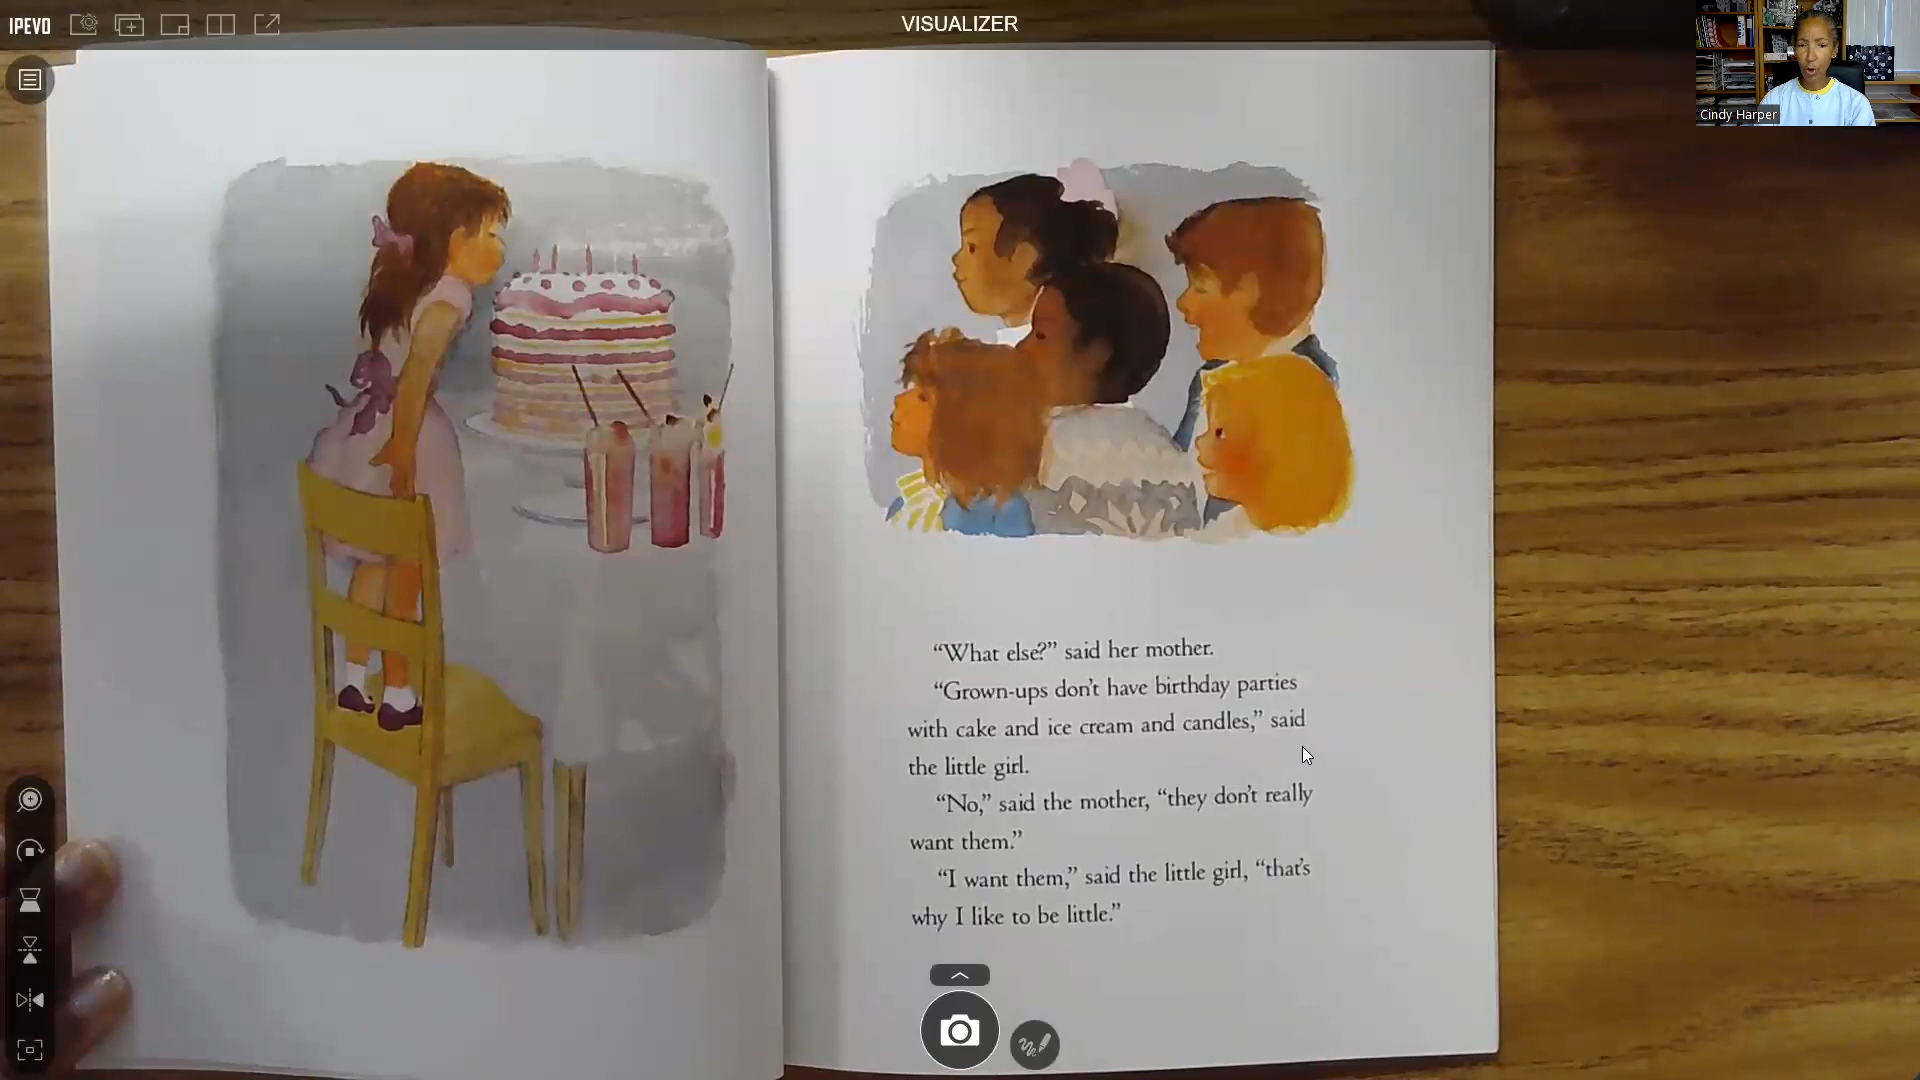 IPEVO
VISUALIZER
Cindy Harper
“What else?” said her mother.
“Grown-ups don’t have birthday parties
with cake and ice cream and candles,” said
the little girl.
“No,” said the mother, “they don’t really
want them.”
“I want them,” said the little girl, “that’s
why I like to be little.”